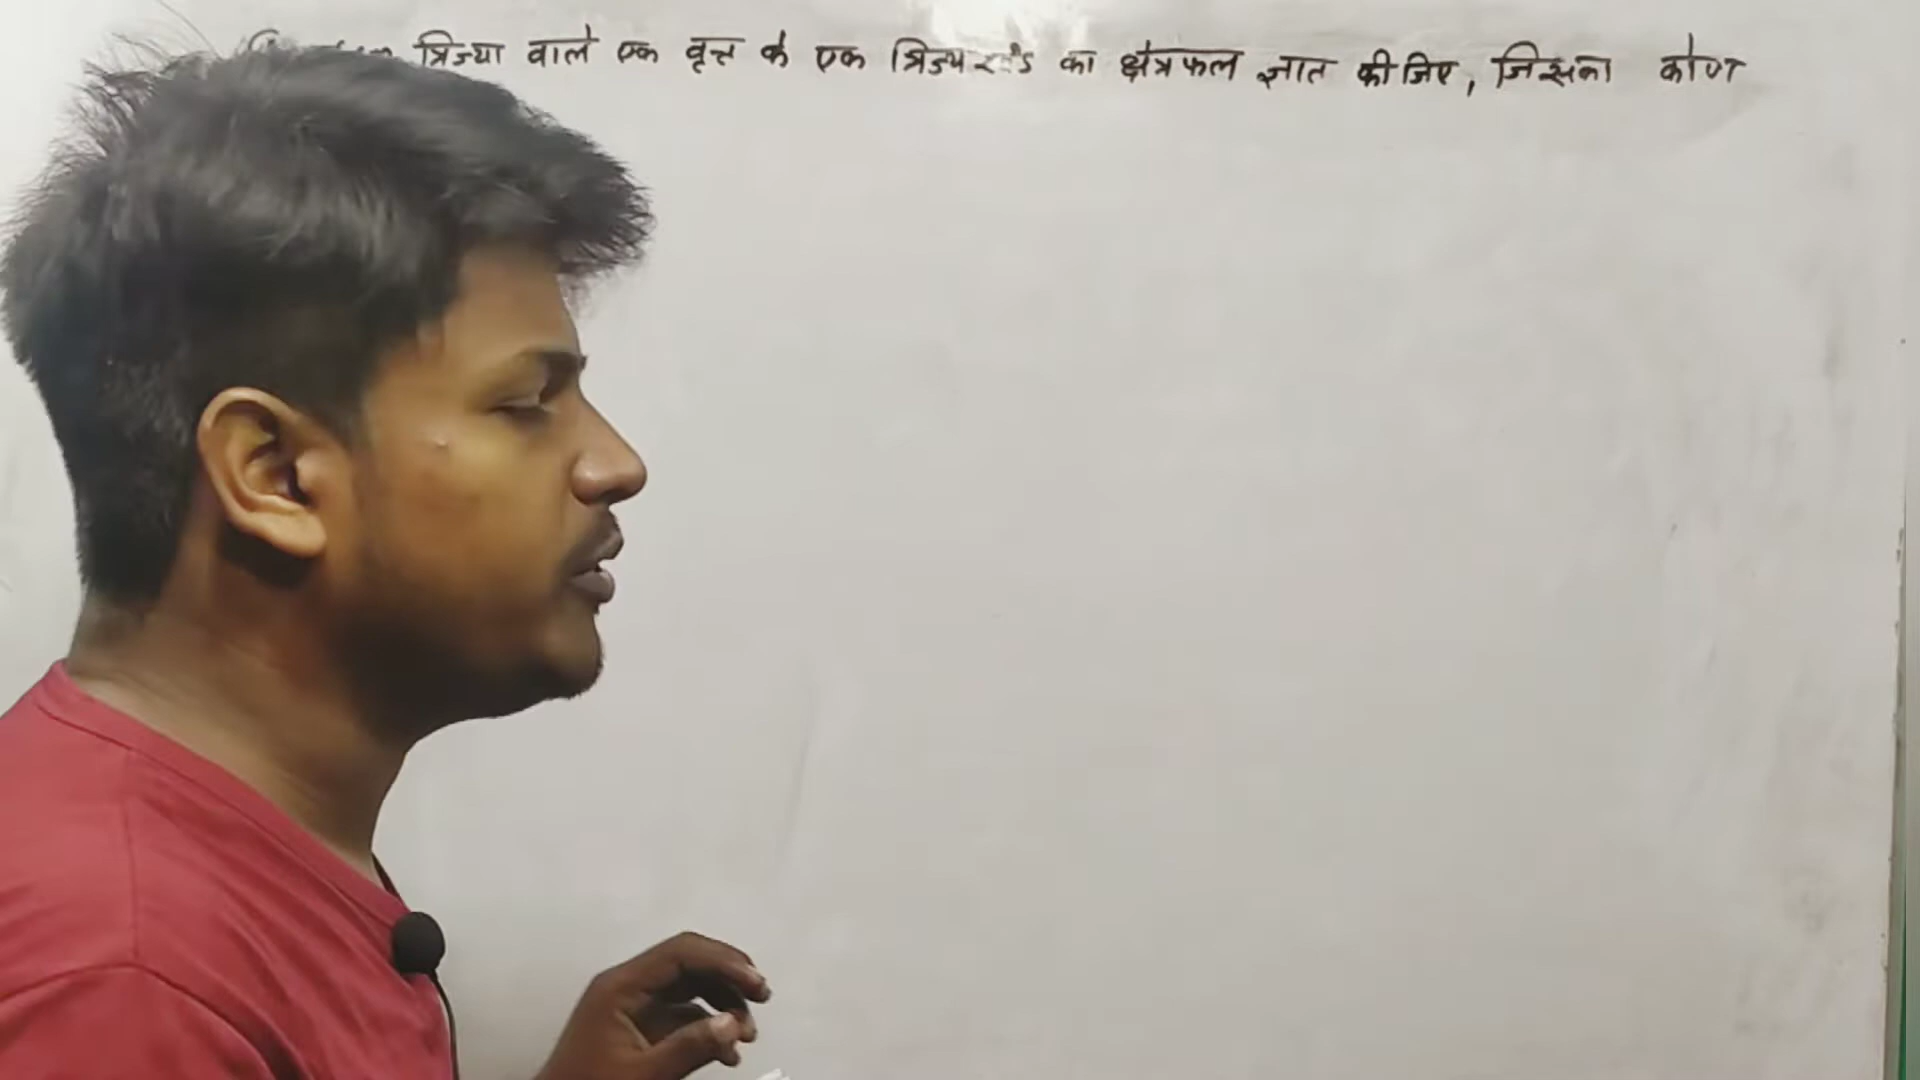 त्रिज्या वाले एक वृत्त के एक त्रिज्यखंड का क्षेत्रफल ज्ञात कीजिए, जिसका कोण